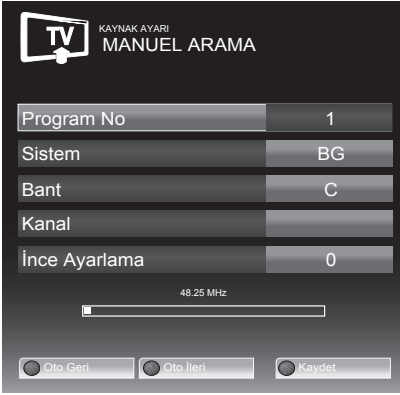 TV
KAYNAK AYARI
MANUEL ARAMA
Program No 1
Sistem BG
Bant C
Kanal
İnce Ayarlama 0
48.25 MHz
Oto Geri Oto İleri Kaydet